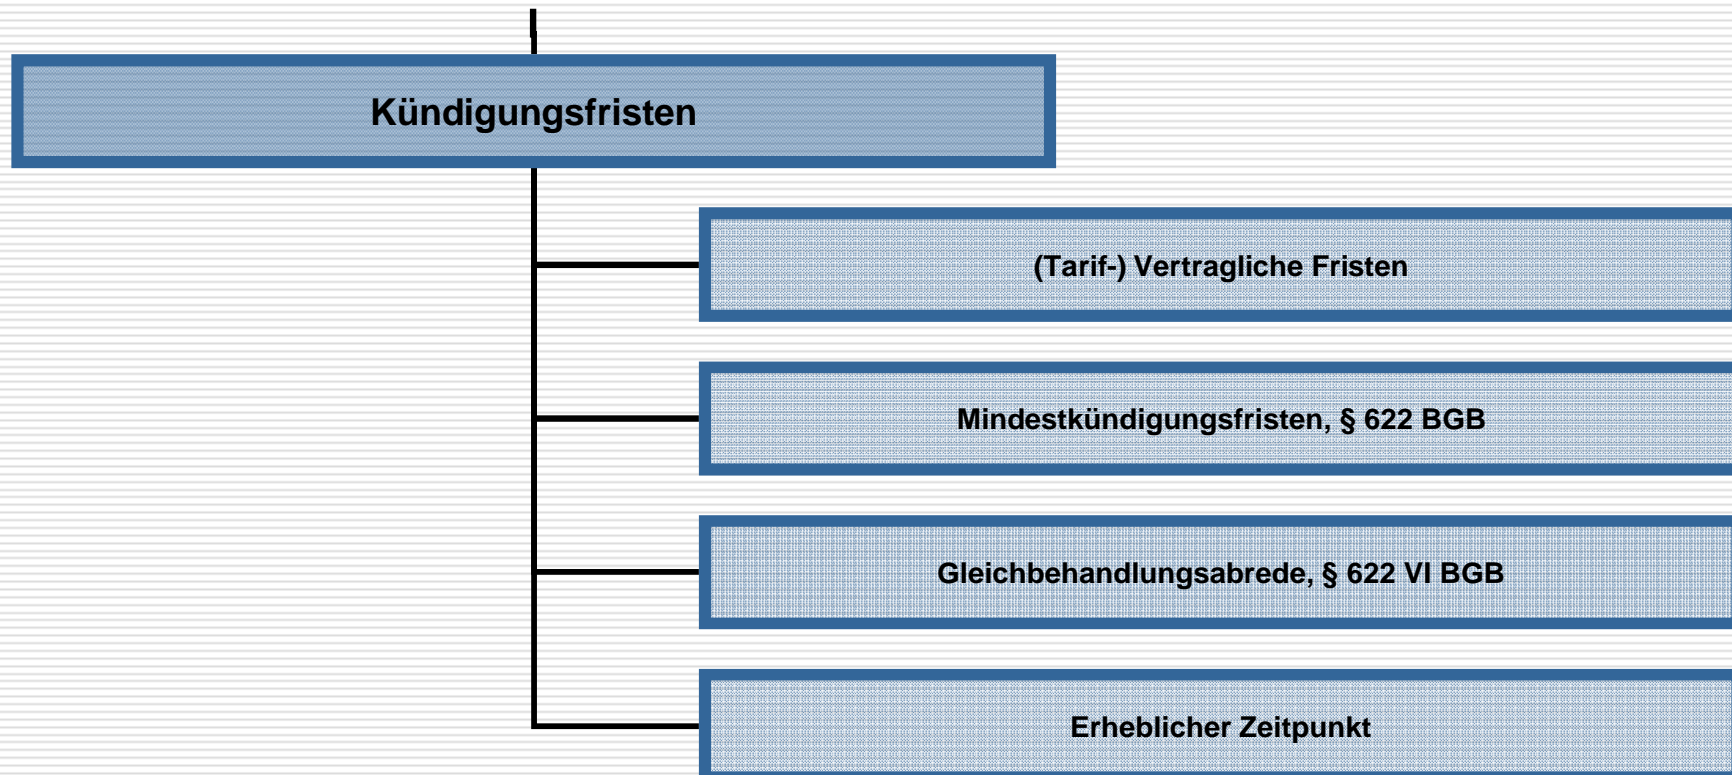 Kündigungsfristen
(Tarif-) Vertragliche Fristen
Mindestkündigungsfristen, § 622 BGB
Gleichbehandlungsabrede, § 622 VI BGB
Erheblicher Zeitpunkt